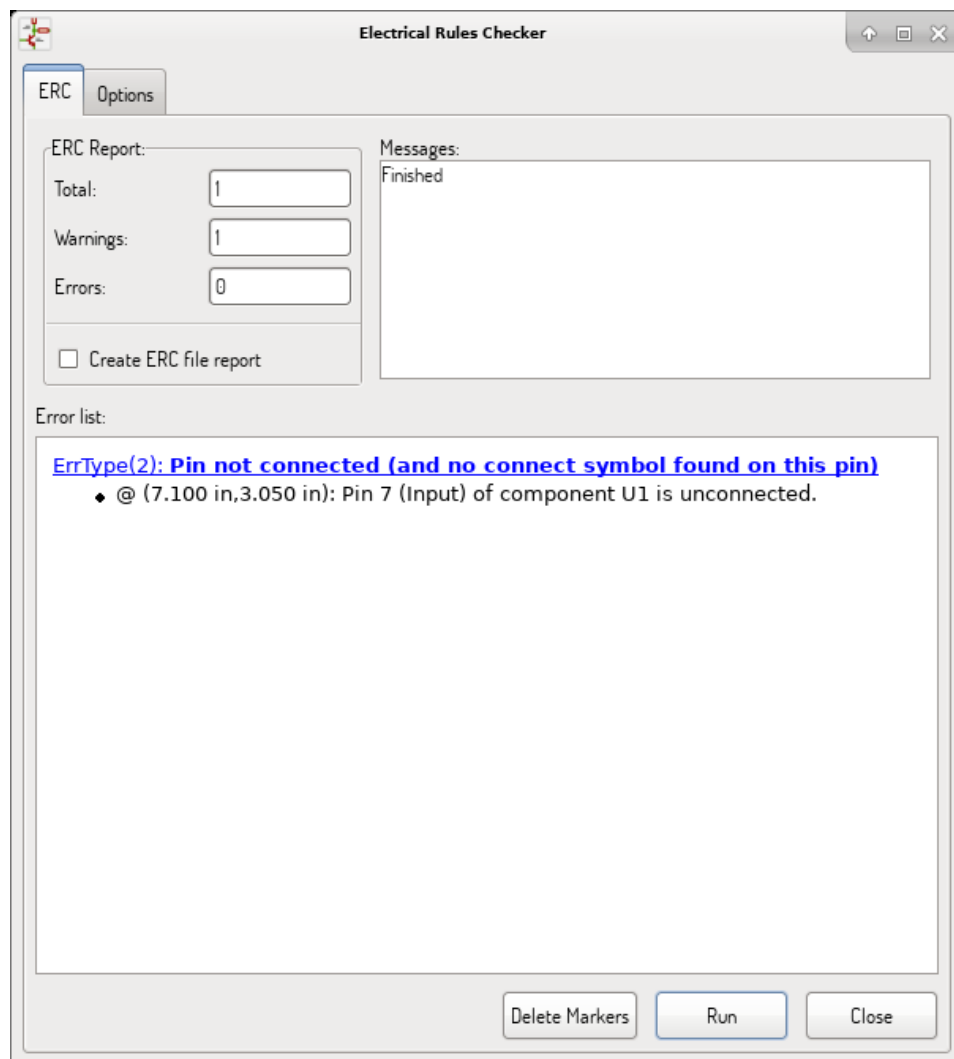 Electrical Rules Checker
ERC
Options
ERC Report:
Total:
1
Warnings:
1
Errors:
0
Create ERC file report
Messages:
Finished
Error list:
ErrType(2): Pin not connected (and no connect symbol found on this pin)
@ (7.100 in,3.050 in): Pin 7 (Input) of component U1 is unconnected.
Delete Markers
Run
Close